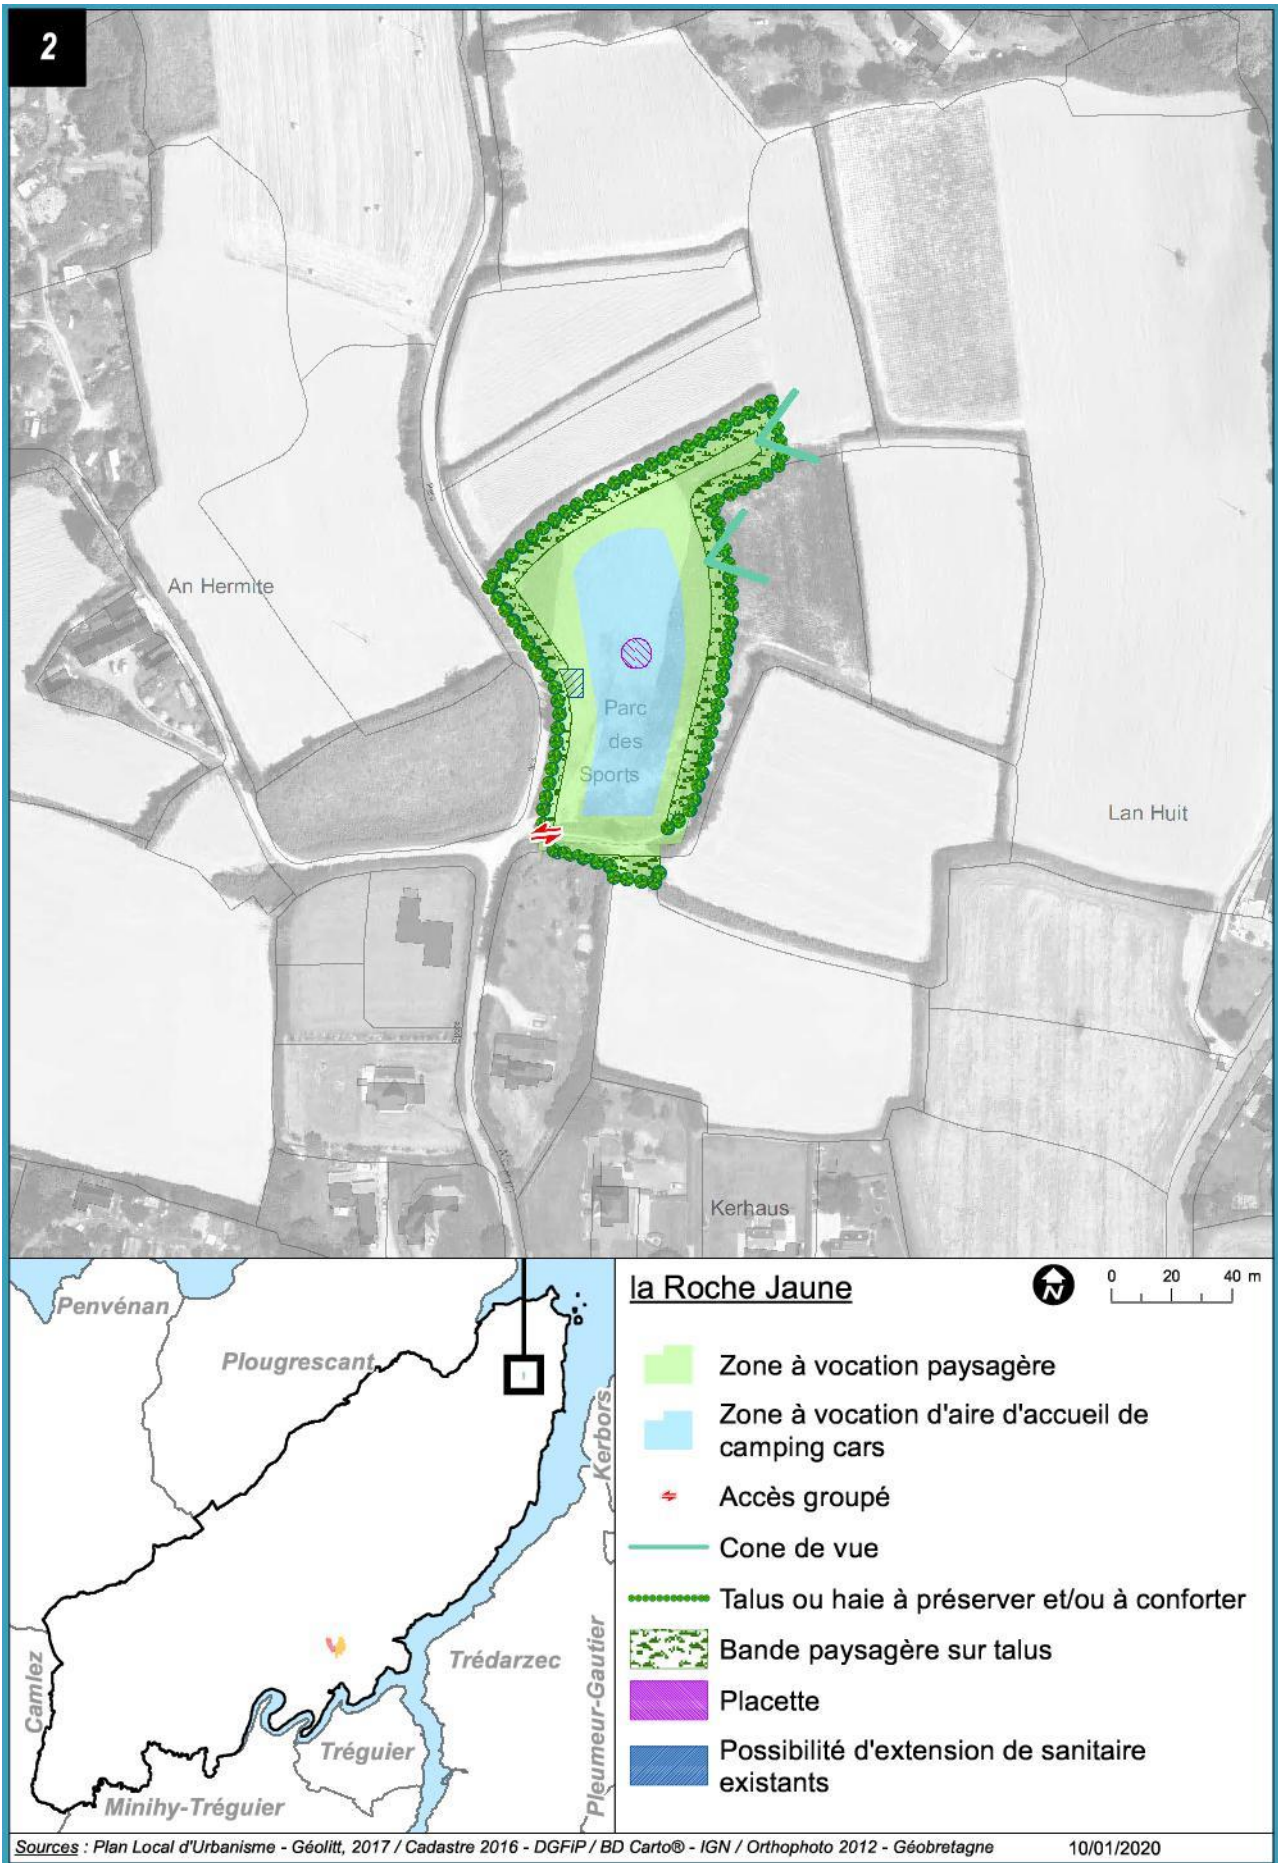 2
An Hermite
Parc
des
Sports
Lan Huit
Kerhaus
Penvénan
Plougrescant
Kerbors
Camlez
Trédarzec
Tréguier
Pleumeur-Gautier
Minihy-Tréguier
la Roche Jaune
N
0 20 40 m
Zone à vocation paysagère
Zone à vocation d'aire d'accueil de
camping cars
Accès groupé
Cone de vue
Talus ou haie à préserver et/ou à conforter
Bande paysagère sur talus
Placette
Possibilité d'extension de sanitaire
existants
Sources : Plan Local d'Urbanisme - Géolitt, 2017 / Cadastre 2016 - DGFiP / BD Carto® - IGN / Orthophoto 2012 - Géobretagne 10/01/2020